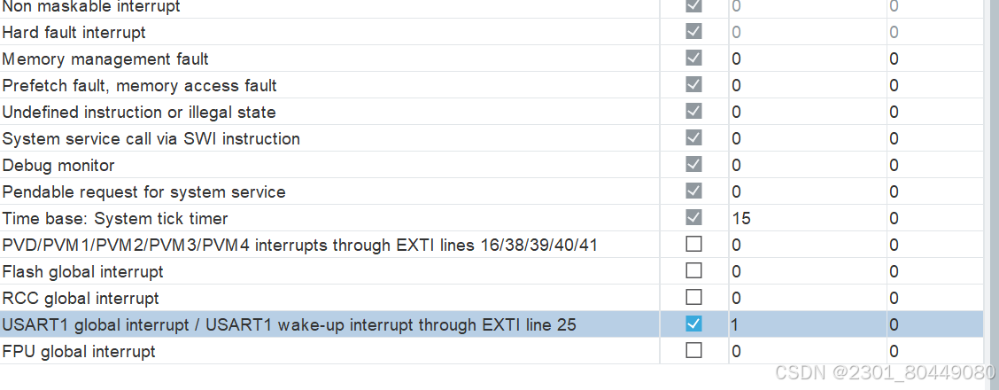 Non maskable interrupt 0 0
Hard fault interrupt 0 0
Memory management fault 0 0
Prefetch fault, memory access fault 0 0
Undefined instruction or illegal state 0 0
System service call via SWI instruction 0 0
Debug monitor 0 0
Pendable request for system service 0 0
Time base: System tick timer 15 0
PVD/PVM1/PVM2/PVM3/PVM4 interrupts through EXTI lines 16/38/39/40/41 0 0
Flash global interrupt 0 0
RCC global interrupt 0 0
USART1 global interrupt / USART1 wake-up interrupt through EXTI line 25 1 0
FPU global interrupt 0 0
CSDN @2301_80449080